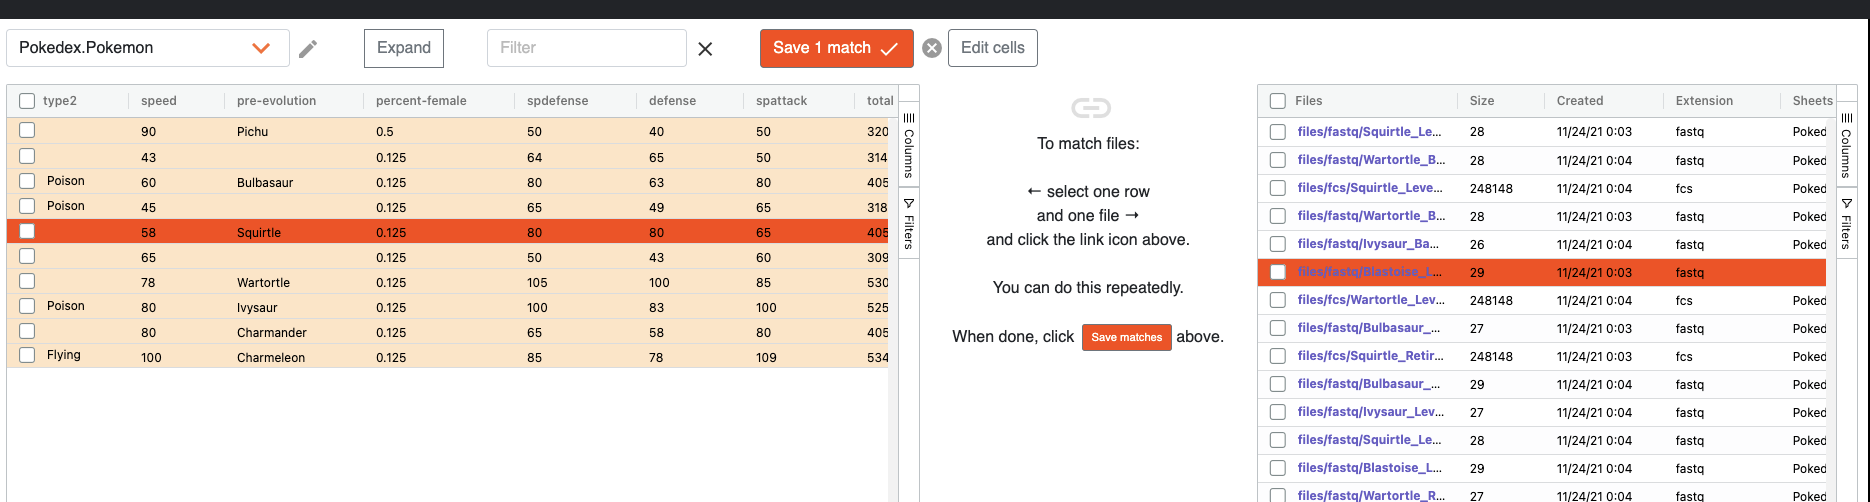 Pokedex.Pokemon Expand Filter Save 1 match Edit cells
type2 speed pre-evolution percent-female spdefense defense spattack total
90 Pichu 0.5 50 40 50 320
43 0.125 64 65 50 314
Poison 60 Bulbasaur 0.125 80 63 80 405
Poison 45 0.125 65 49 65 318
58 Squirtle 0.125 80 80 65 405
65 0.125 50 43 60 309
78 Wartortle 0.125 105 100 85 530
Poison 80 Ivysaur 0.125 100 83 100 525
80 Charmander 0.125 65 58 80 405
Flying 100 Charmeleon 0.125 85 78 109 534
Columns
Filters
To match files:
← select one row
and one file →
and click the link icon above.
You can do this repeatedly.
When done, click Save matches above.
Files Size Created Extension Sheets
files/fastq/Squirtle_Le... 28 11/24/21 0:03 fastq Poked
files/fastq/Wartortle_B... 28 11/24/21 0:04 fastq Poked
files/fcs/Squirtle_Leve... 248148 11/24/21 0:03 fcs Poked
files/fastq/Wartortle_B... 28 11/24/21 0:04 fastq Poked
files/fastq/Ivysaur_Ba... 26 11/24/21 0:04 fastq Poked
files/fastq/Blastoise_L... 29 11/24/21 0:03 fastq
files/fcs/Wartortle_Lev... 248148 11/24/21 0:04 fcs Poked
files/fastq/Bulbasaur_... 27 11/24/21 0:03 fastq Poked
files/fcs/Squirtle_Retir... 248148 11/24/21 0:03 fcs Poked
files/fastq/Bulbasaur_... 29 11/24/21 0:04 fastq Poked
files/fastq/Ivysaur_Lev... 27 11/24/21 0:04 fastq Poked
files/fastq/Squirtle_Le... 28 11/24/21 0:04 fastq Poked
files/fastq/Blastoise_L... 29 11/24/21 0:04 fastq Poked
files/fastq/Wartortle_R... 27 11/24/21 0:04 fastq Poked
Columns
Filters